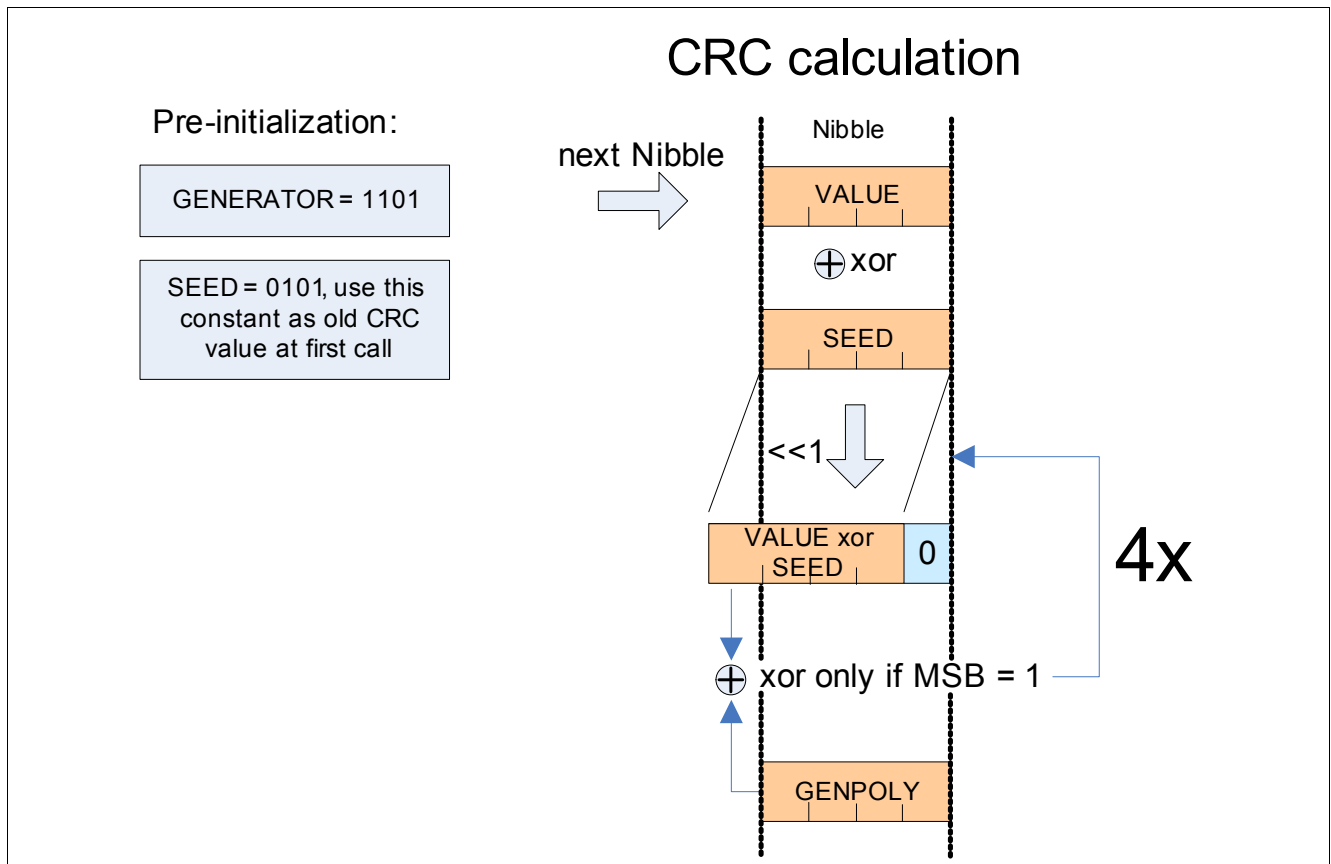 CRC calculation
Pre-initialization:
GENERATOR = 1101
SEED = 0101, use this
constant as old CRC
value at first call
next Nibble
Nibble
VALUE
xor
SEED
<<1
VALUE xor
SEED
0
4x
xor only if MSB = 1
GENPOLY